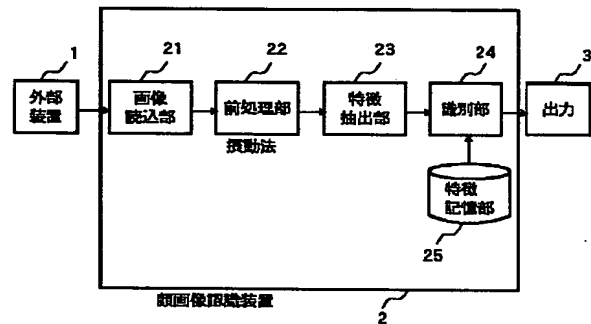 1
21
22
23
24
3
外部
装置
画像
読込部
前処理部
特徴
抽出部
識別部
出力
摂動法
特徴
記憶部
25
顔画像認識装置
2